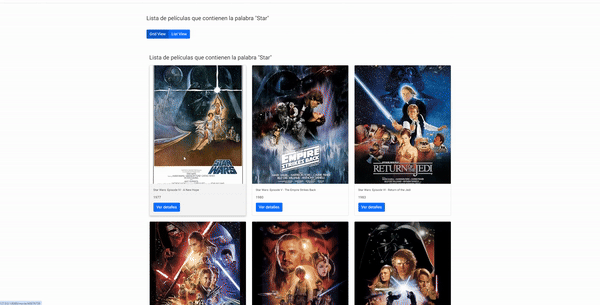 Lista de películas que contienen la palabra "Star"
Grid View
List View
Lista de películas que contienen la palabra "Star"
STAR WARS
THE EMPIRE STRIKES BACK
RETURN OF THE JEDI
Star Wars: Episode IV - A New Hope
1977
Ver detalles
Star Wars: Episode V - The Empire Strikes Back
1980
Ver detalles
Star Wars: Episode VI - Return of the Jedi
1983
Ver detalles